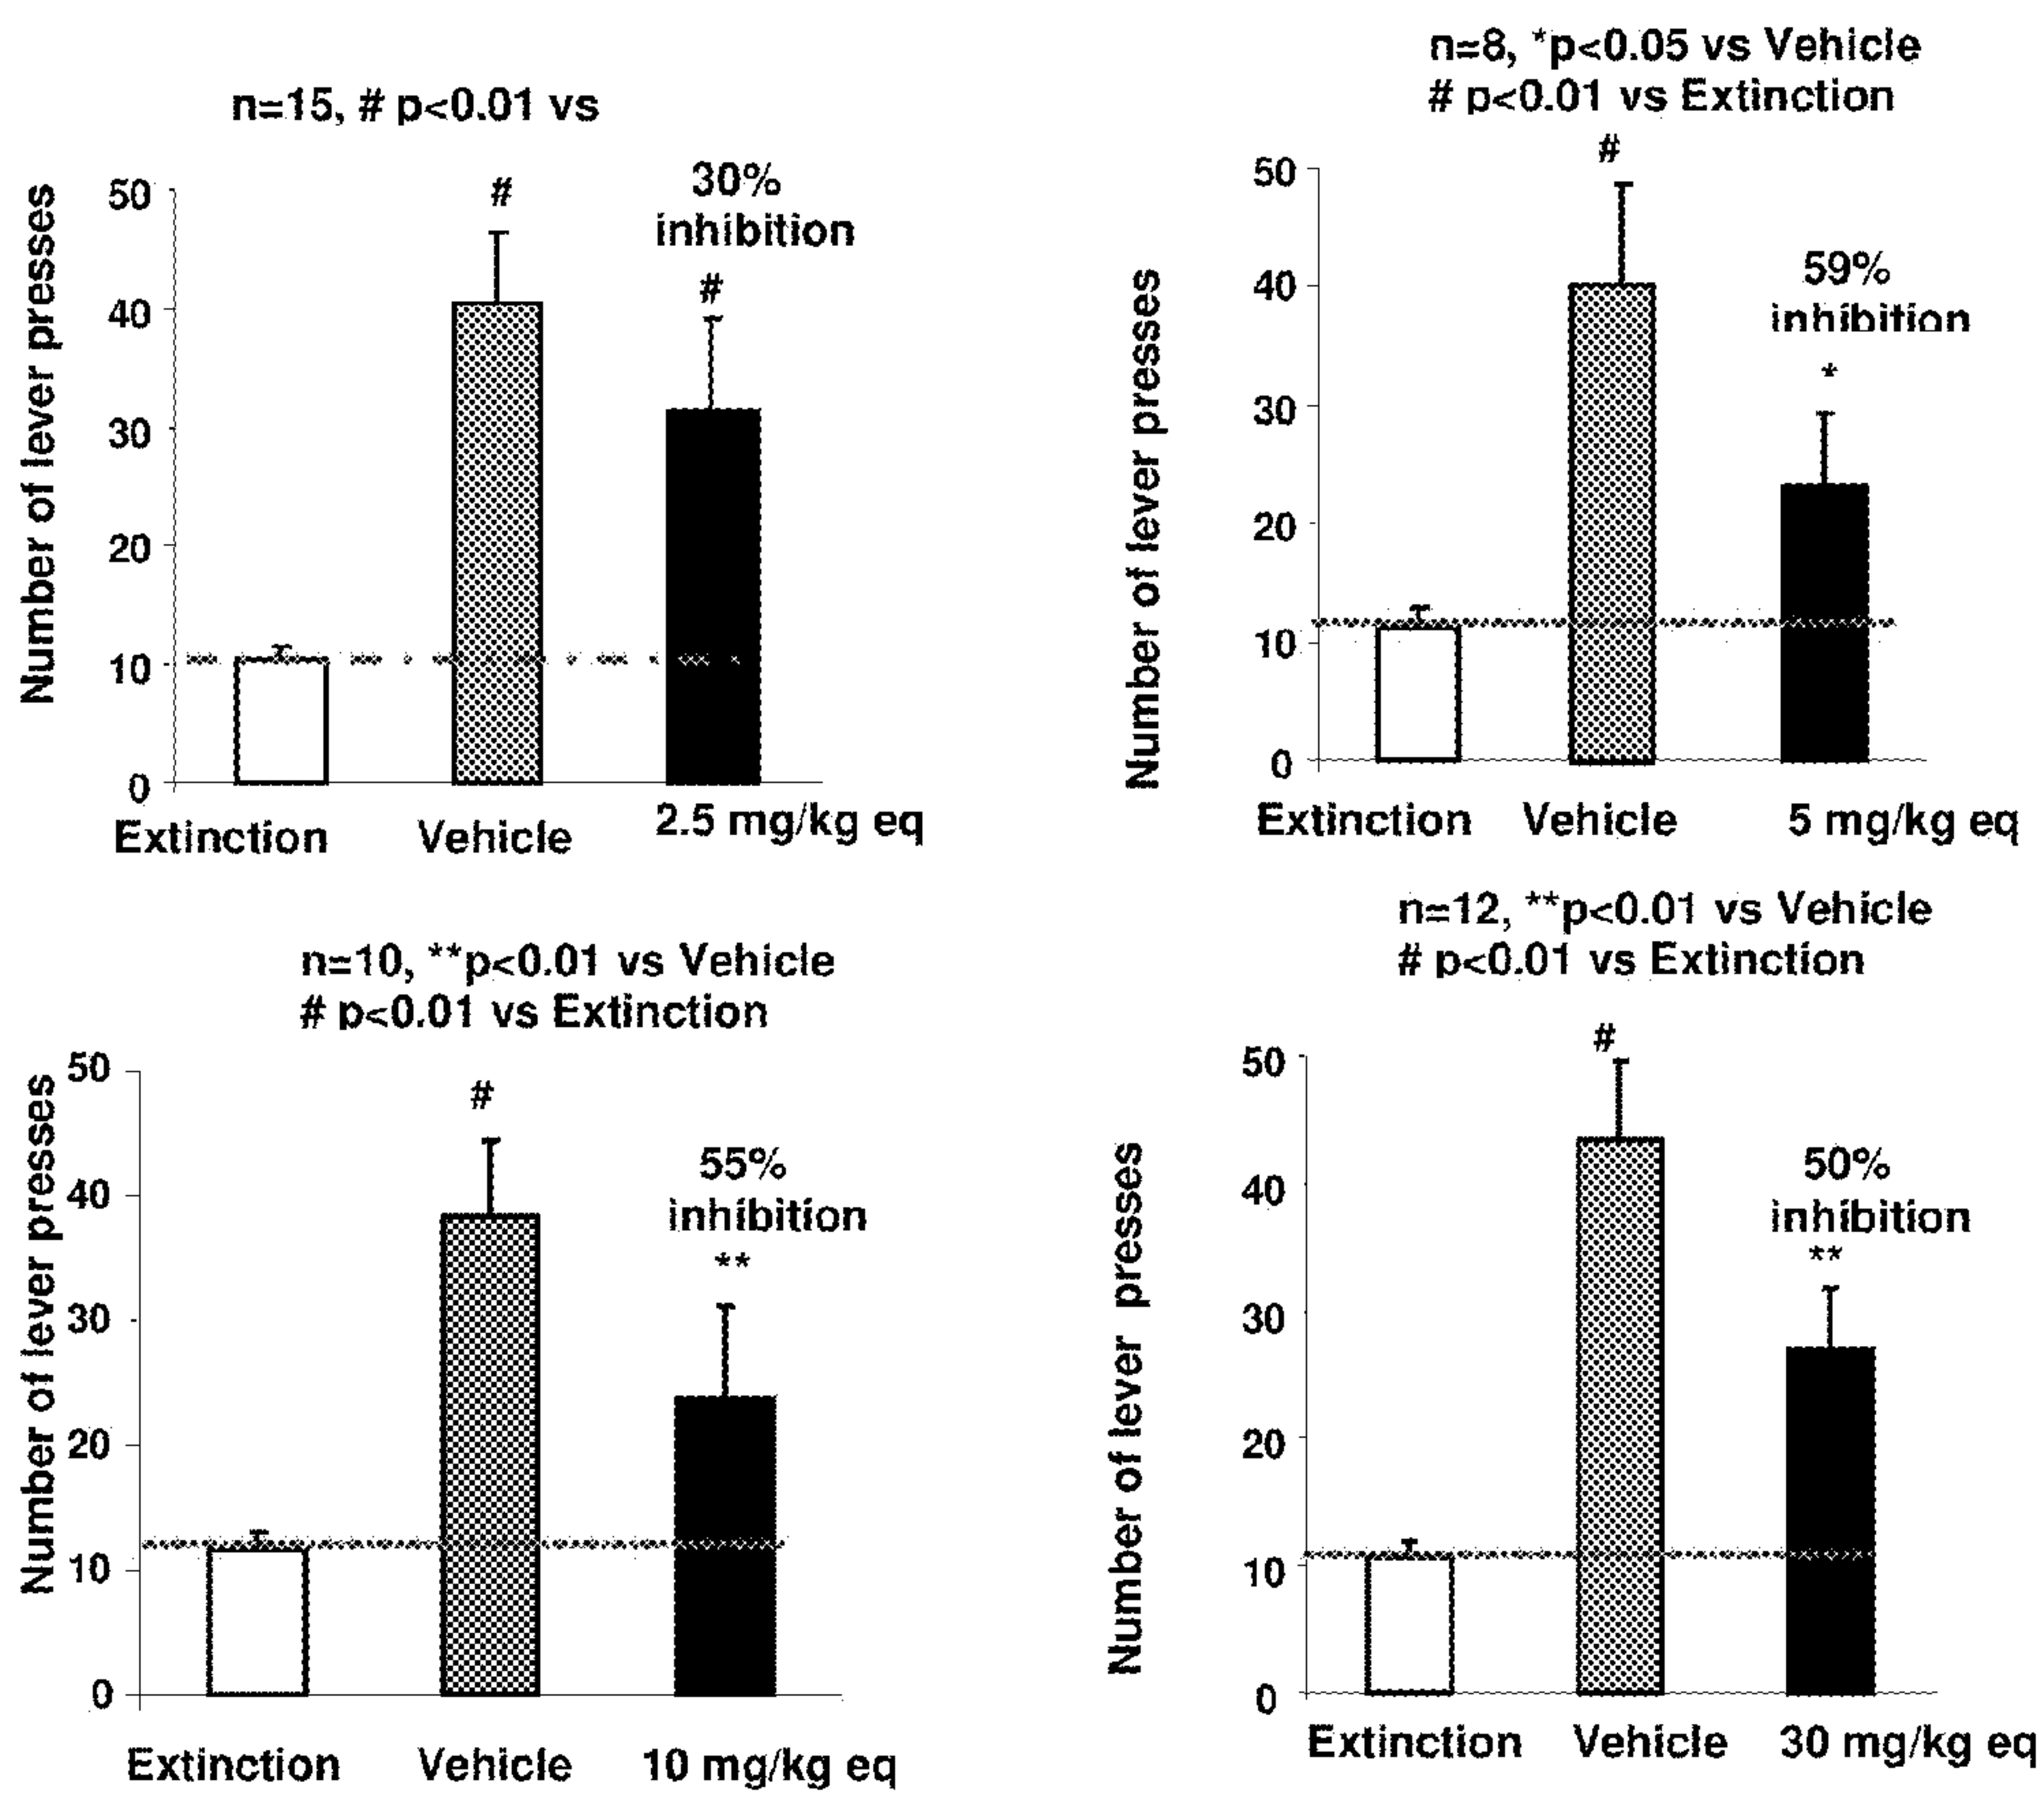 n=15, # p<0.01 vs
Number of lever presses
50
40
30
20
10
0
#
30%
inhibition
#
Extinction
Vehicle
2.5 mg/kg eq
n=8, *p<0.05 vs Vehicle
# p<0.01 vs Extinction
Number of lever presses
50
40
30
20
10
0
#
59%
inhibition
*
Extinction
Vehicle
5 mg/kg eq
n=10, **p<0.01 vs Vehicle
# p<0.01 vs Extinction
Number of lever presses
50
40
30
20
10
0
#
55%
inhibition
**
Extinction
Vehicle
10 mg/kg eq
n=12, **p<0.01 vs Vehicle
# p<0.01 vs Extinction
Number of lever presses
50
40
30
20
10
0
#
50%
inhibition
**
Extinction
Vehicle
30 mg/kg eq